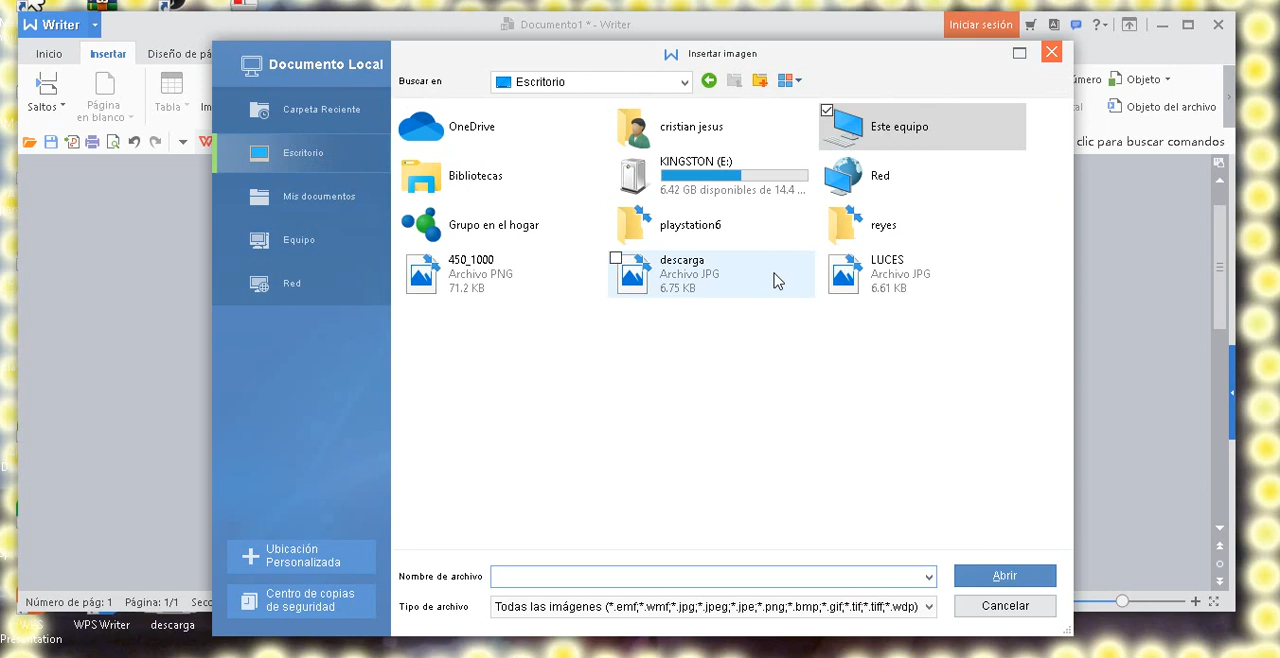 Writer
Documento1 * - Writer
Iniciar sesión
Inicio
Insertar
Diseño de pá
Insertar imagen
Saltos
Página
en blanco
Tabla
Im
úmero
Objeto
tal
Objeto del archivo
clic para buscar comandos
Documento Local
Carpeta Reciente
Escritorio
Mis documentos
Equipo
Red
Ubicación
Personalizada
Centro de copias
de seguridad
Buscar en
Escritorio
OneDrive
cristian jesus
Este equipo
Bibliotecas
KINGSTON (E:)
6.42 GB disponibles de 14.4 ...
Red
Grupo en el hogar
playstation6
reyes
450_1000
Archivo PNG
71.2 KB
descarga
Archivo JPG
6.75 KB
LUCES
Archivo JPG
6.61 KB
Nombre de archivo
Abrir
Tipo de archivo
Todas las imágenes (*.emf;*.wmf;*.jpg;*.jpeg;*.jpe;*.png;*.bmp;*.gif;*.tif;*.tiff;*.wdp)
Cancelar
Número de pág.: 1
Página: 1/1
Secc
WPS
Presentation
WPS Writer
descarga